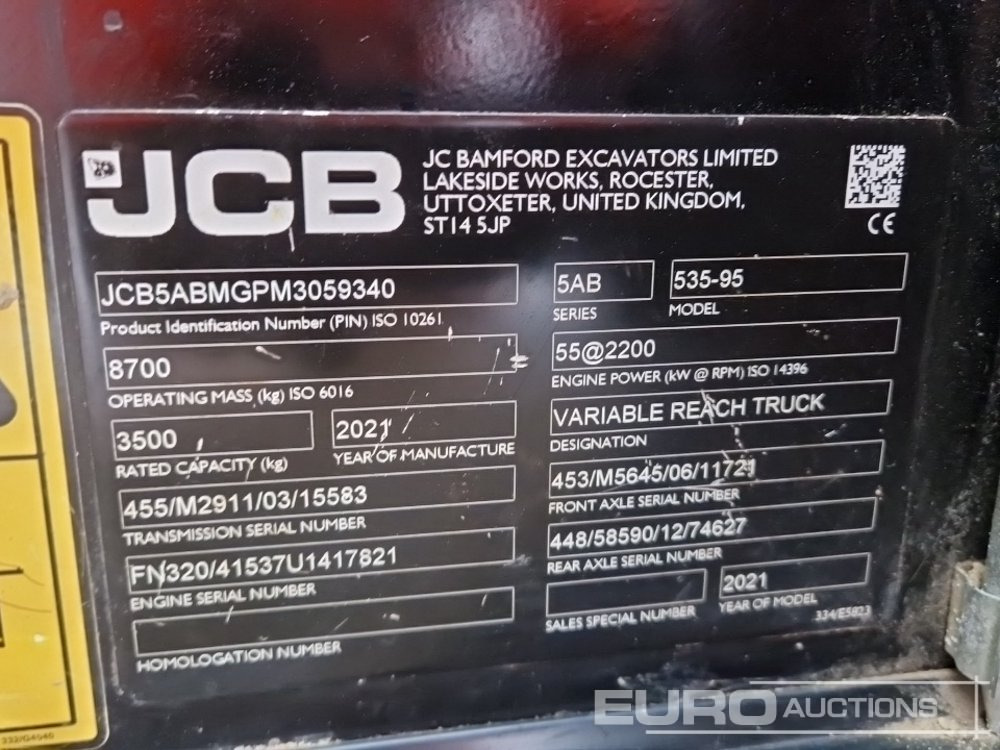 JCB
JC BAMFORD EXCAVATORS LIMITED
LAKESIDE WORKS, ROCESTER,
UTTOXETER, UNITED KINGDOM,
ST14 5JP
CE
JCB5ABMGPM3059340
Product Identification Number (PIN) ISO 10261
5AB
SERIES
535-95
MODEL
8700
OPERATING MASS (kg) ISO 6016
55@2200
ENGINE POWER (kW @ RPM) ISO 14396
3500
RATED CAPACITY (kg)
2021
YEAR OF MANUFACTURE
VARIABLE REACH TRUCK
DESIGNATION
455/M2911/03/15583
TRANSMISSION SERIAL NUMBER
453/M5645/06/11721
FRONT AXLE SERIAL NUMBER
FN320/41537U1417821
ENGINE SERIAL NUMBER
448/58590/12/74627
REAR AXLE SERIAL NUMBER
HOMOLOGATION NUMBER
SALES SPECIAL NUMBER
2021
YEAR OF MODEL
334/E5823
332/G4040
EURO AUCTIONS